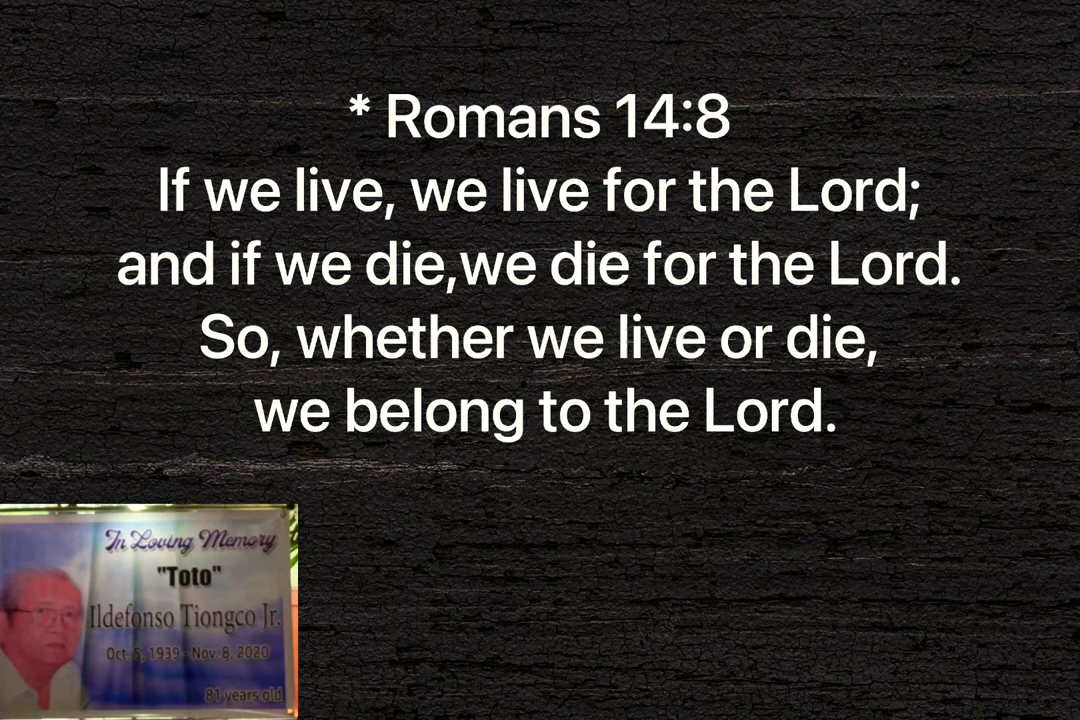 * Romans 14:8
If we live, we live for the Lord;
and if we die,we die for the Lord.
So, whether we live or die,
we belong to the Lord.
In Loving Memory
"Toto"
Ildefonso Tiongco Jr.
Oct. 5, 1939 - Nov. 8, 2020
81 years old